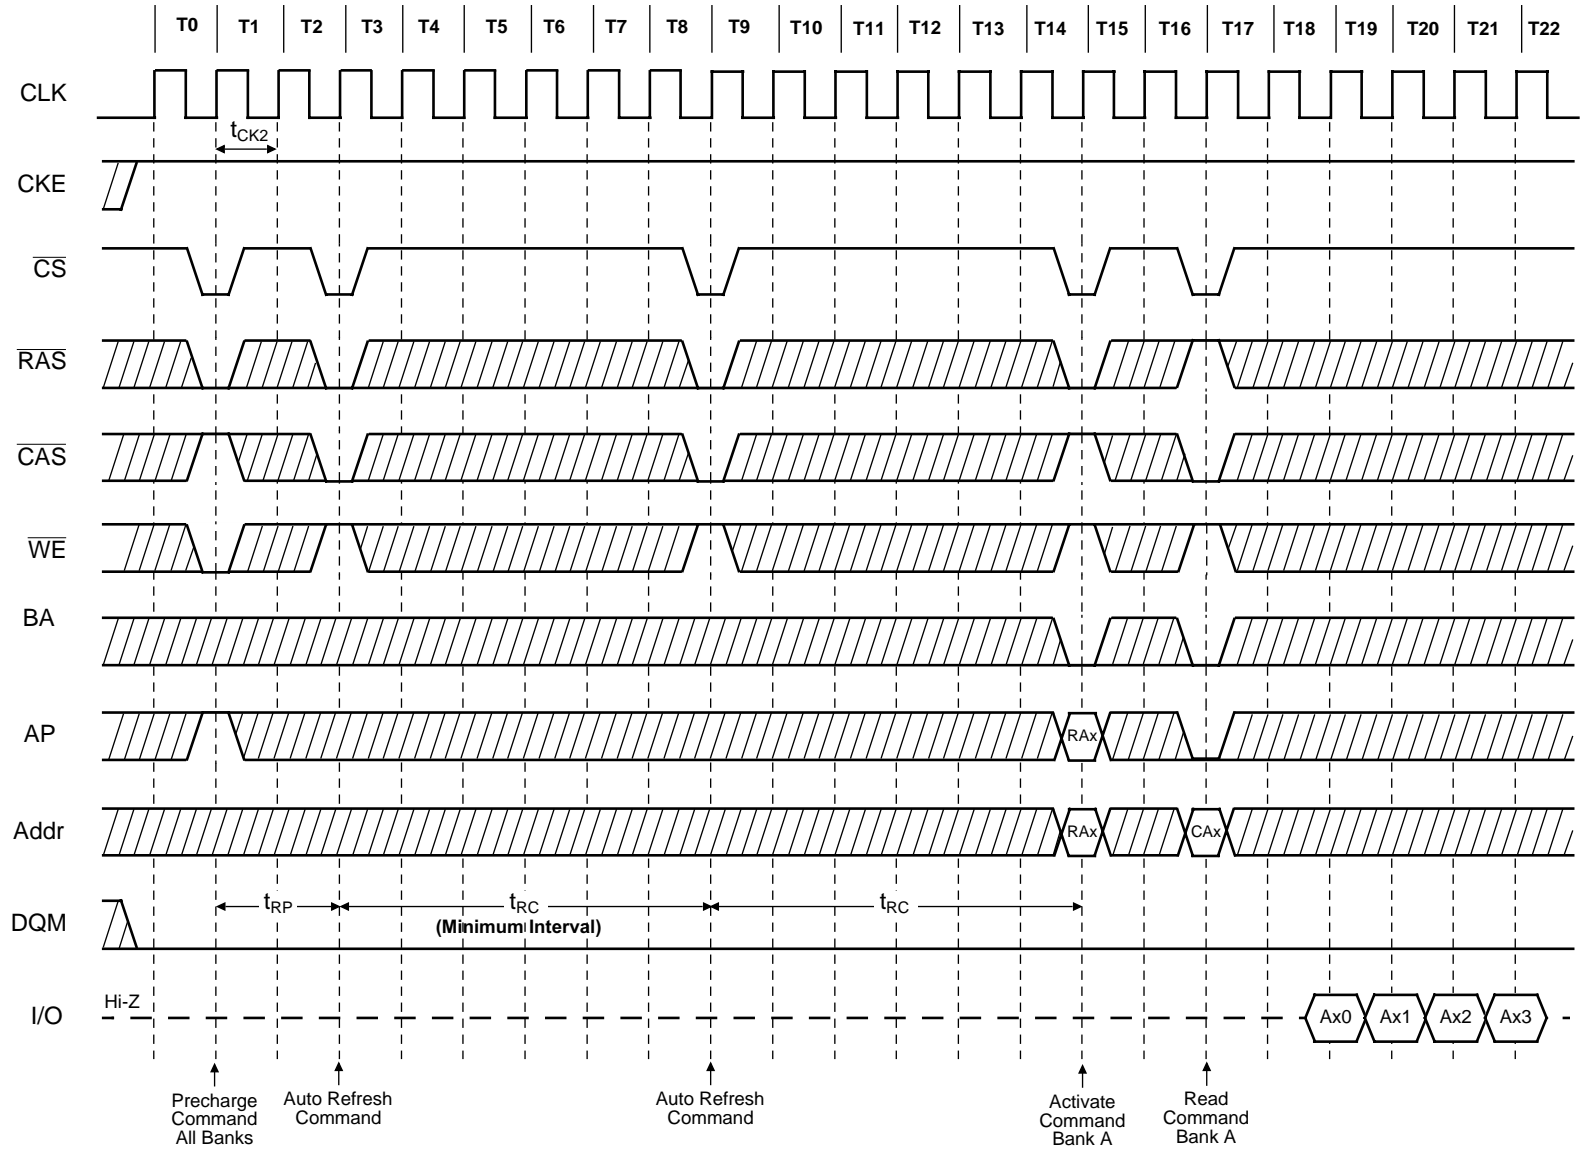 T0 T1 T2 T3 T4 T5 T6 T7 T8 T9 T10 T11 T12 T13 T14 T15 T16 T17 T18 T19 T20 T21 T22
CLK
tCK2
CKE
CS
RAS
CAS
WE
BA
AP
RAx
Addr
RAx CAx
DQM
tRP tRC tRC
(Minimum Interval)
I/O
Hi-Z
Ax0 Ax1 Ax2 Ax3
Precharge
Command
All Banks
Auto Refresh
Command
Auto Refresh
Command
Activate
Command
Bank A
Read
Command
Bank A